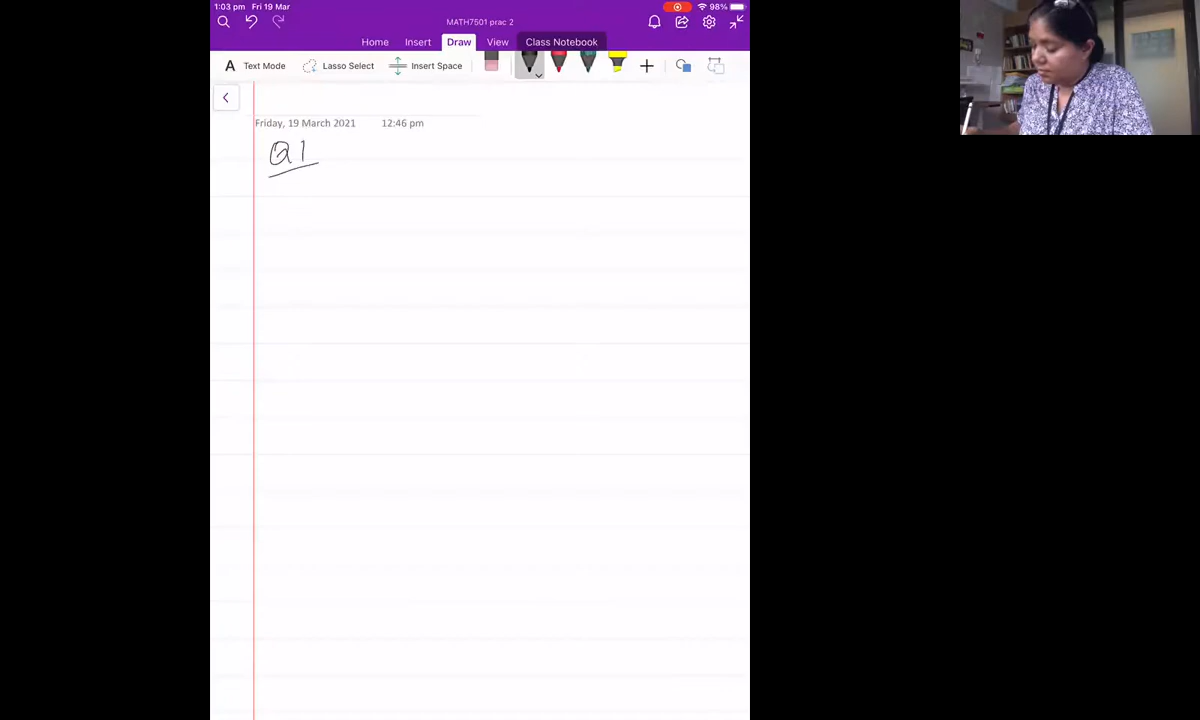 1:03 pm Fri 19 Mar 98%
MATH7501 prac 2
Home Insert Draw View Class Notebook
A Text Mode Lasso Select Insert Space
Friday, 19 March 2021 12:46 pm
Q1